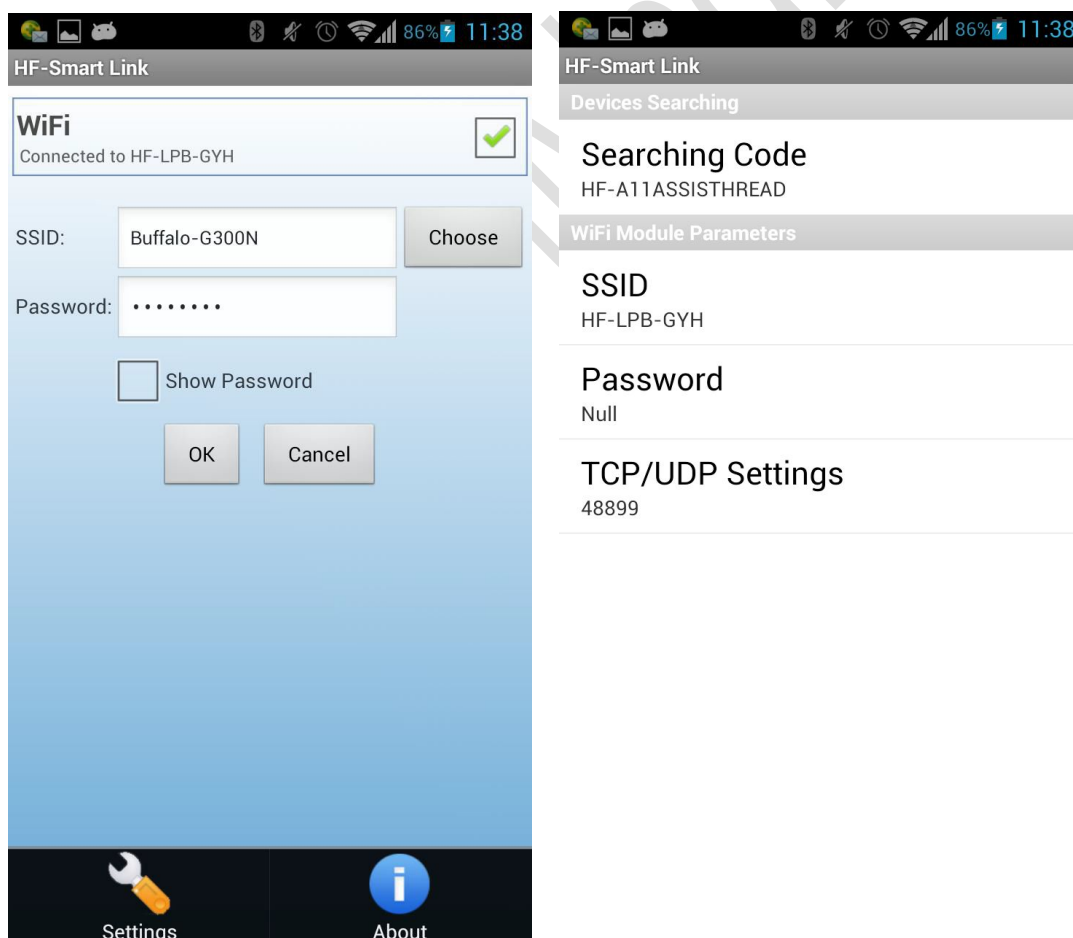 86% 11:38
HF-Smart Link
WiFi
Connected to HF-LPB-GYH
SSID:
Buffalo-G300N
Choose
Password:
········
Show Password
OK
Cancel
Settings
About
86% 11:38
HF-Smart Link
Devices Searching
Searching Code
HF-A11ASSISTHREAD
WiFi Module Parameters
SSID
HF-LPB-GYH
Password
Null
TCP/UDP Settings
48899